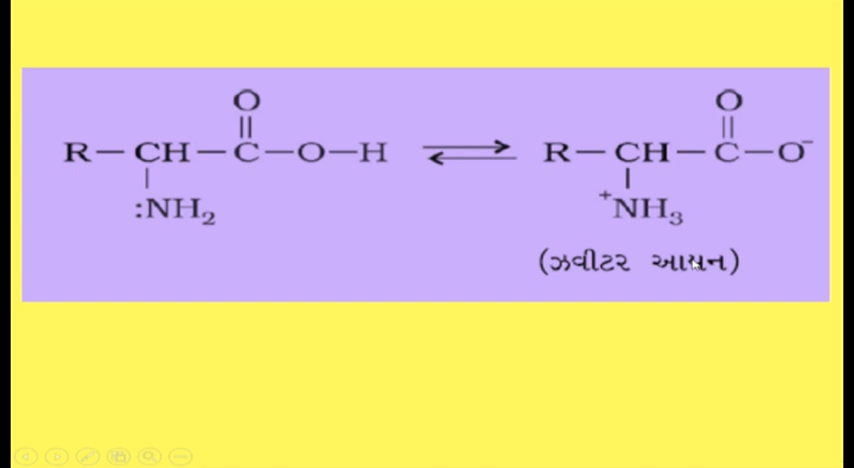 O O
|| ||
R—CH—C—O—H ⇌ R—CH—C—O⁻
| |
:NH₂ ⁺NH₃
(ઝવીટર આયન)